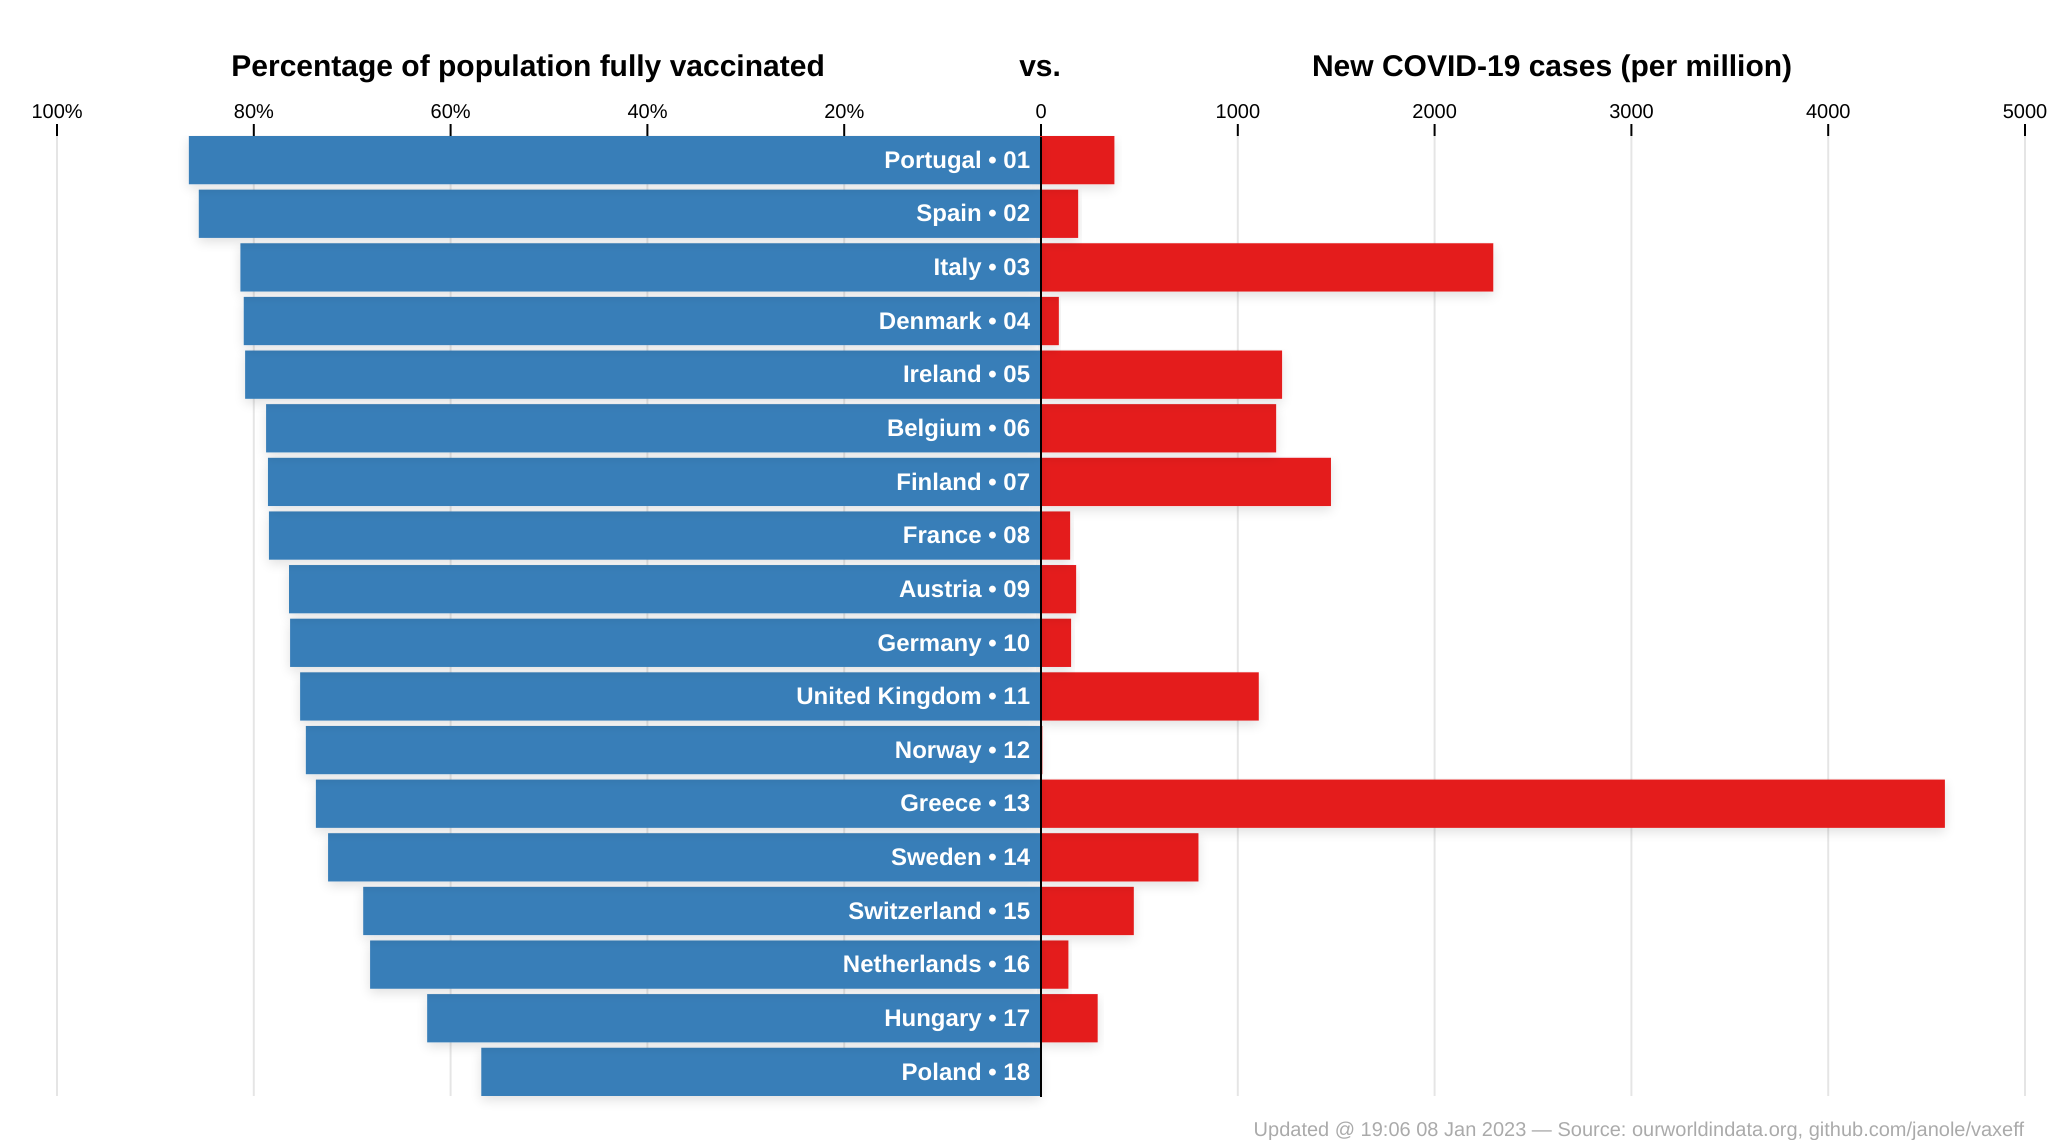 Percentage of population fully vaccinated vs. New COVID-19 cases (per million)
100% 80% 60% 40% 20% 0 1000 2000 3000 4000 5000
Portugal • 01
Spain • 02
Italy • 03
Denmark • 04
Ireland • 05
Belgium • 06
Finland • 07
France • 08
Austria • 09
Germany • 10
United Kingdom • 11
Norway • 12
Greece • 13
Sweden • 14
Switzerland • 15
Netherlands • 16
Hungary • 17
Poland • 18
Updated @ 19:06 08 Jan 2023 — Source: ourworldindata.org, github.com/janole/vaxeff